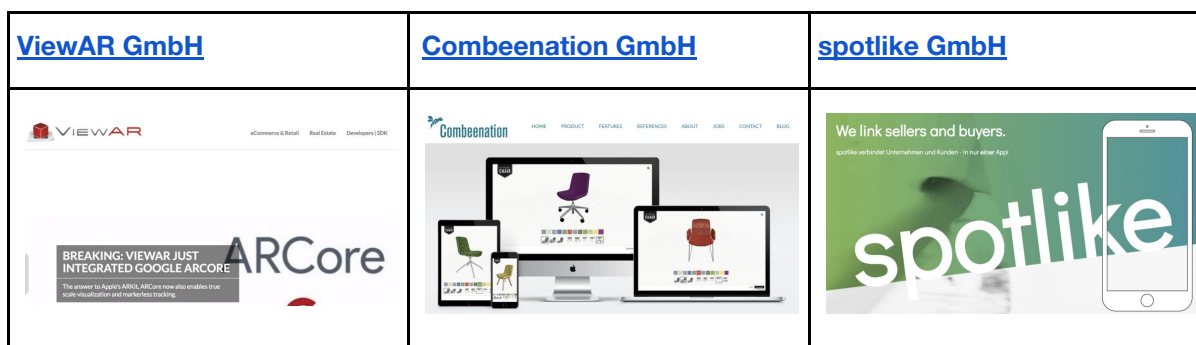 ViewAR GmbH
Combeenation GmbH
spotlike GmbH
VIEWAR
eCommerce & Retail Real Estate Developers | SDK
BREAKING: VIEWAR JUST
INTEGRATED GOOGLE ARCORE
The answer to Apple's ARKit, ARCore now also enables true
scale visualization and markerless tracking.
ARCore
Combeenation
HOME PRODUCT FEATURES REFERENCES ABOUT JOBS CONTACT BLOG
CHAIR
We link sellers and buyers.
spotlike verbindet Unternehmen und Kunden – in nur einer App!
spotlike